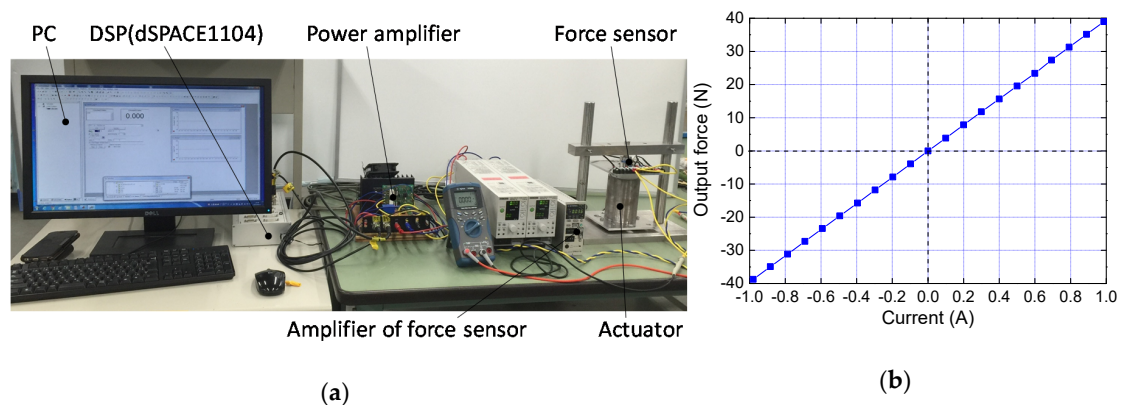 PC DSP(dSPACE1104) Power amplifier Force sensor
0.000
DELL
Amplifier of force sensor Actuator
(a)
40
30
20
10
0
-10
-20
-30
-40
Output force (N)
-1.0 -0.8 -0.6 -0.4 -0.2 0.0 0.2 0.4 0.6 0.8 1.0
Current (A)
(b)